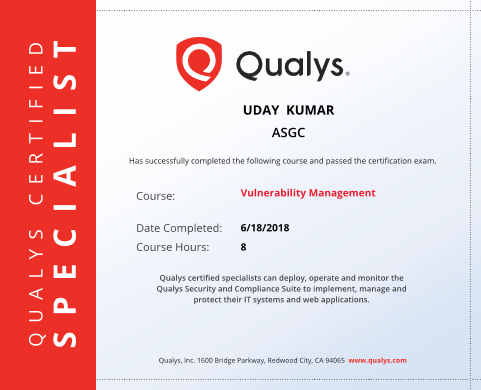 QUALYS CERTIFIED
SPECIALIST
Qualys.
UDAY KUMAR
ASGC
Has successfully completed the following course and passed the certification exam.
Course: Vulnerability Management
Date Completed: 6/18/2018
Course Hours: 8
Qualys certified specialists can deploy, operate and monitor the
Qualys Security and Compliance Suite to implement, manage and
protect their IT systems and web applications.
Qualys, Inc. 1600 Bridge Parkway, Redwood City, CA 94065 www.qualys.com